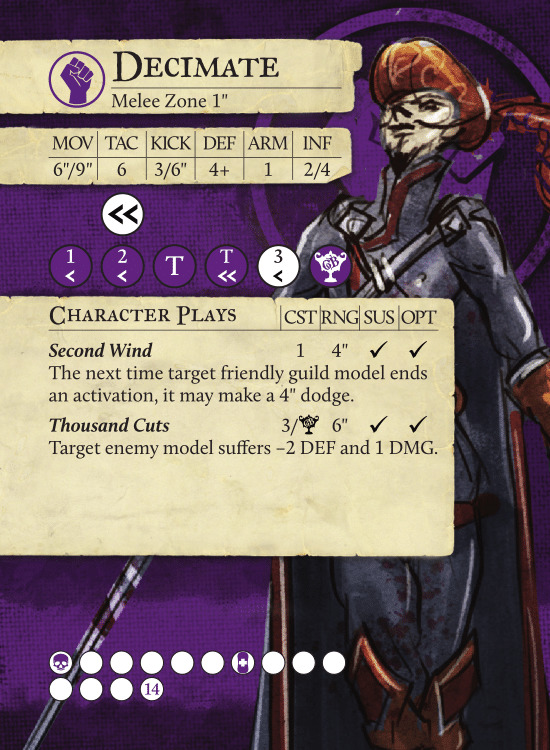 DECIMATE
Melee Zone 1"
MOV TAC KICK DEF ARM INF
6"/9" 6 3/6" 4+ 1 2/4
<<
1 < 2 < T T << 3 < GB
CHARACTER PLAYS CST RNG SUS OPT
Second Wind 1 4" ✓ ✓
The next time target friendly guild model ends
an activation, it may make a 4" dodge.
Thousand Cuts 3/ 6" ✓ ✓
Target enemy model suffers –2 DEF and 1 DMG.
14